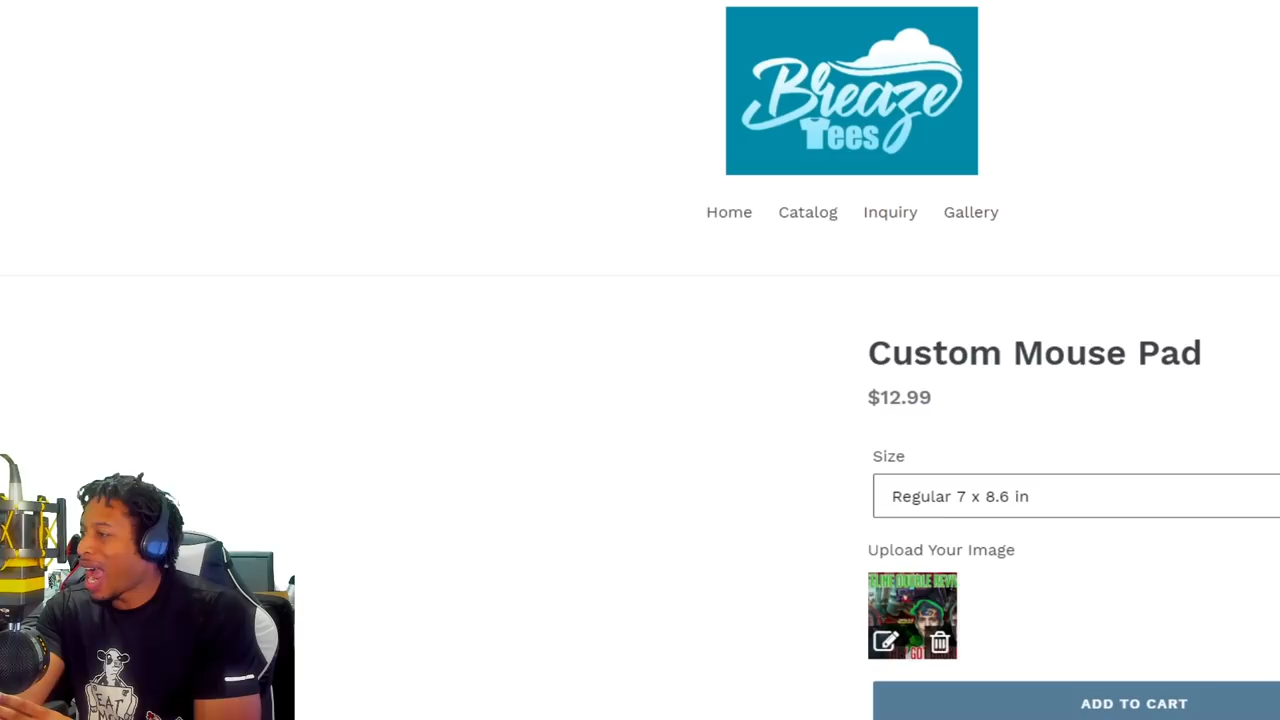 Breaze
Tees
Home Catalog Inquiry Gallery
Custom Mouse Pad
$12.99
Size
Regular 7 x 8.6 in
Upload Your Image
ADD TO CART
EAT